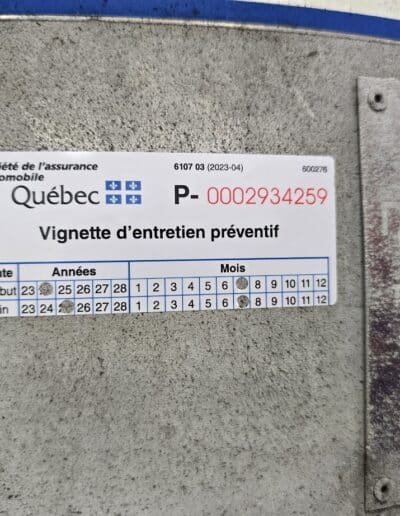 iété de l'assurance
omobile
Québec
6107 03 (2023-04)
600276
P- 0002934259
Vignette d'entretien préventif
te Années Mois
but 23 25 26 27 28 1 2 3 4 5 6 8 9 10 11 12
in 23 24 26 27 28 1 2 3 4 5 6 8 9 10 11 12